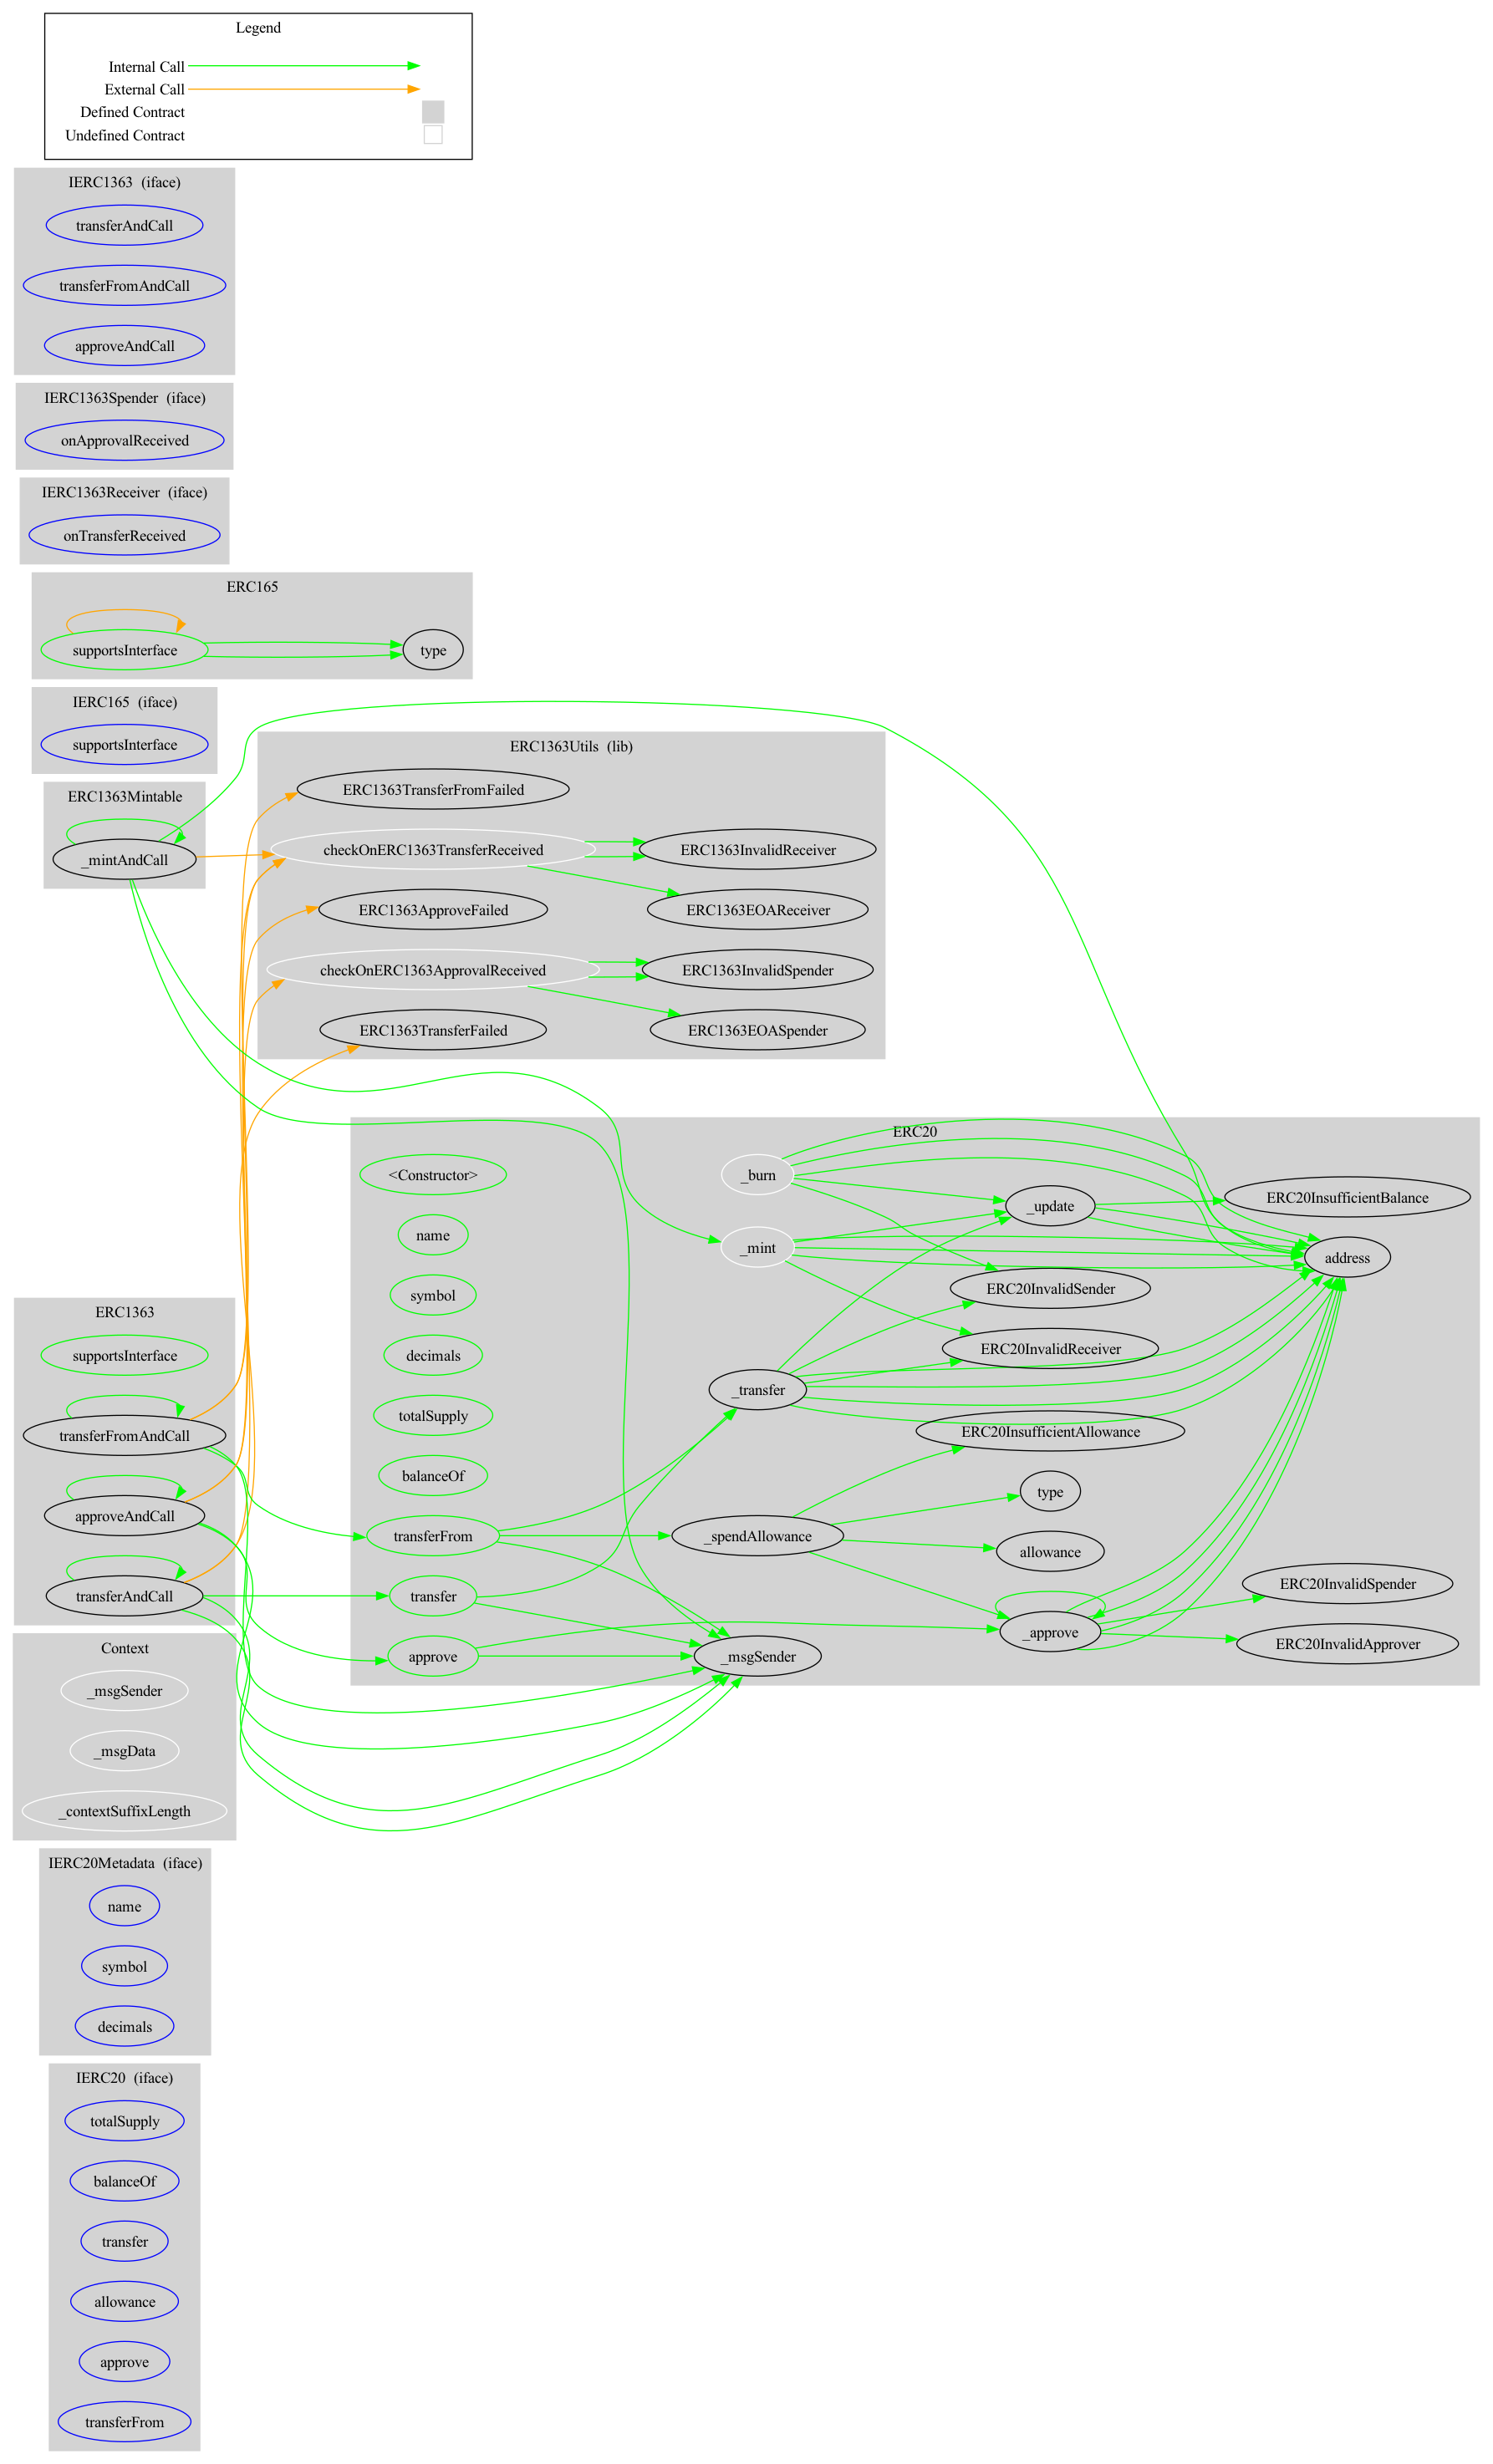 Legend
Internal Call
External Call
Defined Contract
Undefined Contract
IERC1363 (iface)
transferAndCall
transferFromAndCall
approveAndCall
IERC1363Spender (iface)
onApprovalReceived
IERC1363Receiver (iface)
onTransferReceived
ERC165
supportsInterface
type
IERC165 (iface)
supportsInterface
ERC1363Mintable
_mintAndCall
ERC1363Utils (lib)
ERC1363TransferFromFailed
checkOnERC1363TransferReceived
ERC1363InvalidReceiver
ERC1363ApproveFailed
ERC1363EOAReceiver
checkOnERC1363ApprovalReceived
ERC1363InvalidSpender
ERC1363TransferFailed
ERC1363EOASpender
ERC20
<Constructor>
name
symbol
decimals
totalSupply
balanceOf
transferFrom
transfer
approve
_burn
_mint
_transfer
_spendAllowance
_msgSender
_update
ERC20InvalidSender
ERC20InvalidReceiver
ERC20InsufficientAllowance
type
allowance
_approve
ERC20InsufficientBalance
address
ERC20InvalidSpender
ERC20InvalidApprover
ERC1363
supportsInterface
transferFromAndCall
approveAndCall
transferAndCall
Context
_msgSender
_msgData
_contextSuffixLength
IERC20Metadata (iface)
name
symbol
decimals
IERC20 (iface)
totalSupply
balanceOf
transfer
allowance
approve
transferFrom